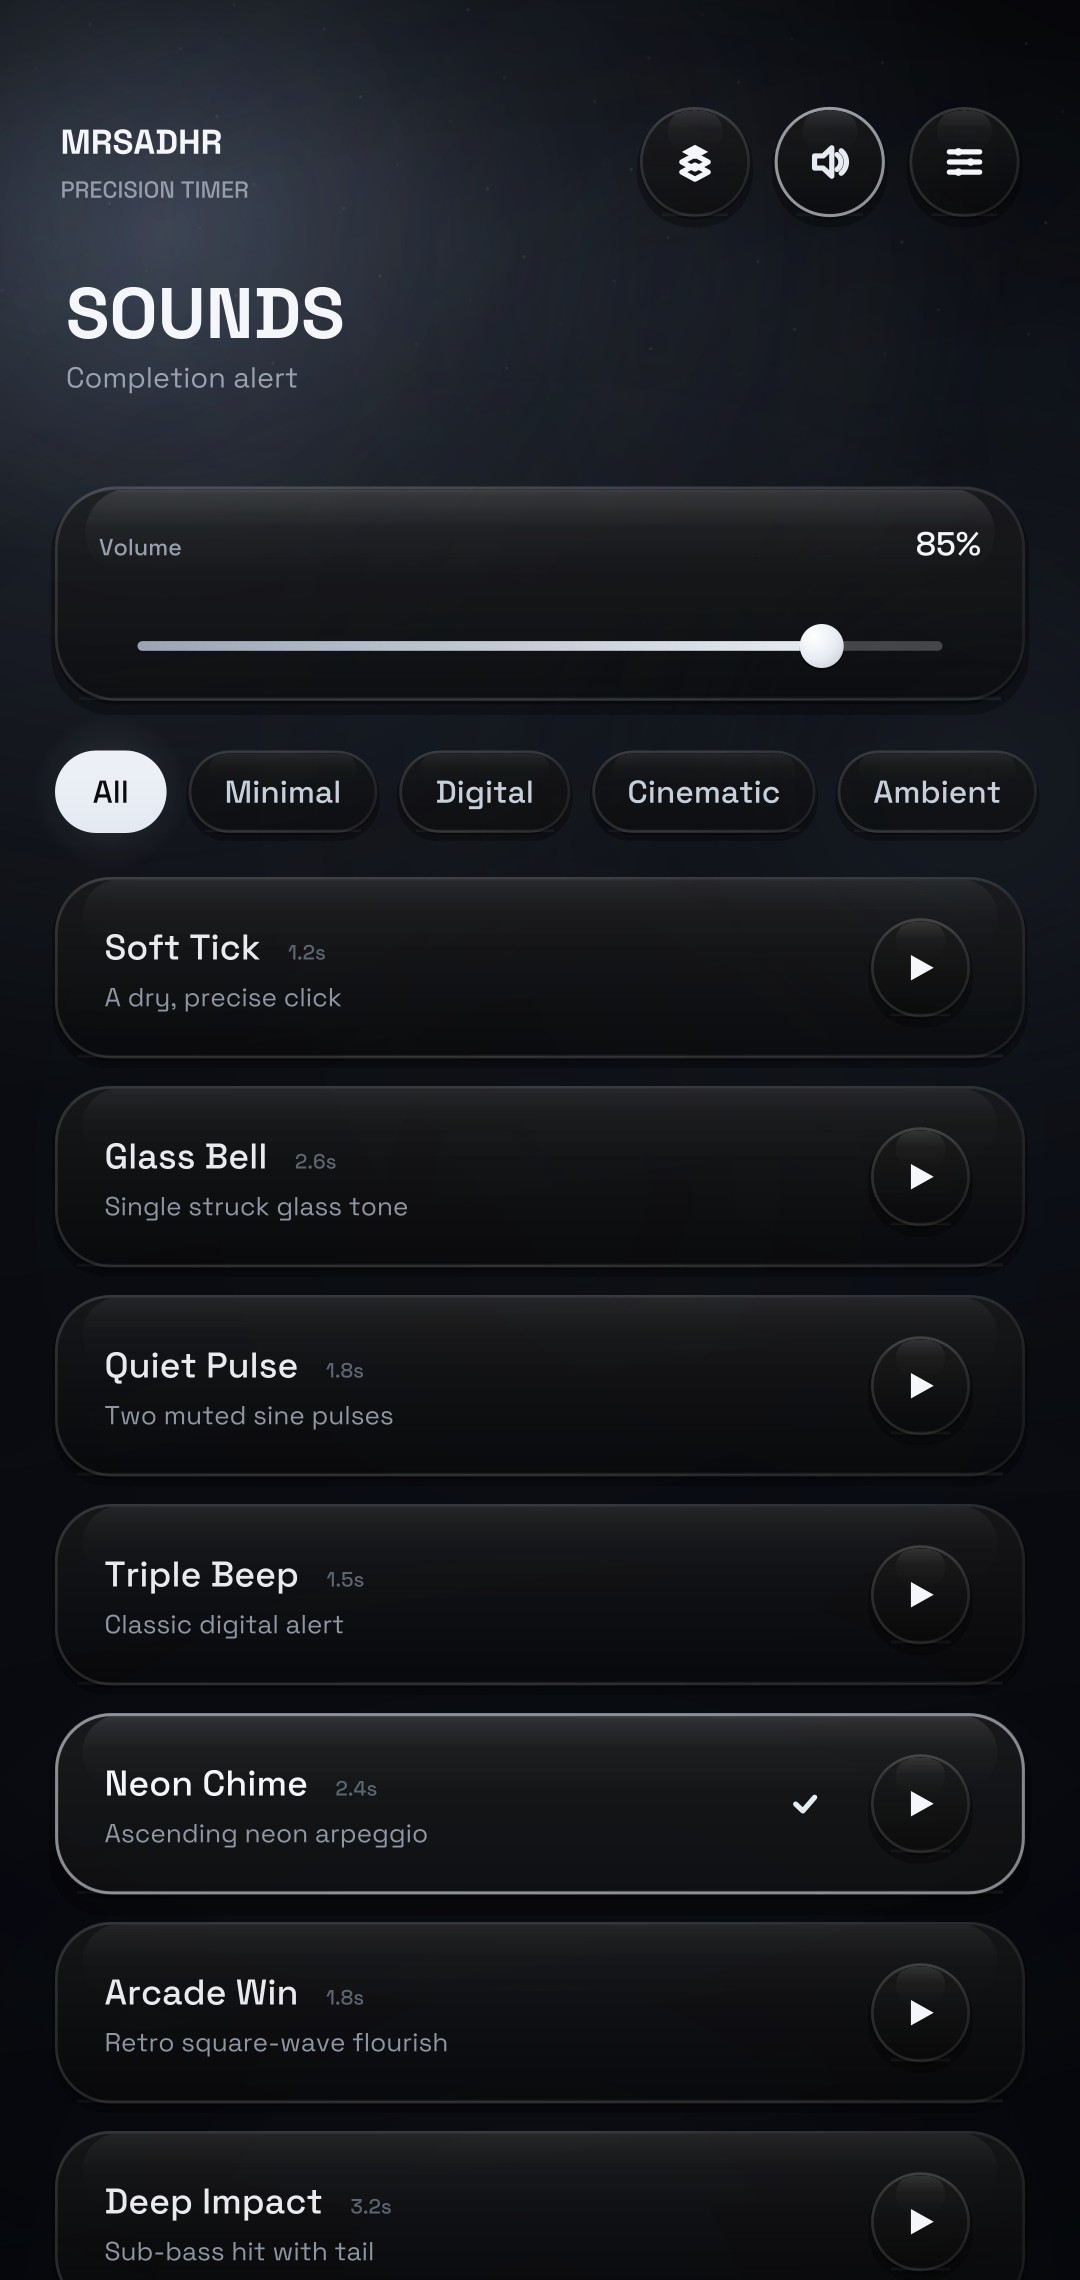 MRSADHR
PRECISION TIMER
SOUNDS
Completion alert
Volume 85%
All Minimal Digital Cinematic Ambient
Soft Tick 1.2s
A dry, precise click
Glass Bell 2.6s
Single struck glass tone
Quiet Pulse 1.8s
Two muted sine pulses
Triple Beep 1.5s
Classic digital alert
Neon Chime 2.4s
Ascending neon arpeggio
Arcade Win 1.8s
Retro square-wave flourish
Deep Impact 3.2s
Sub-bass hit with tail